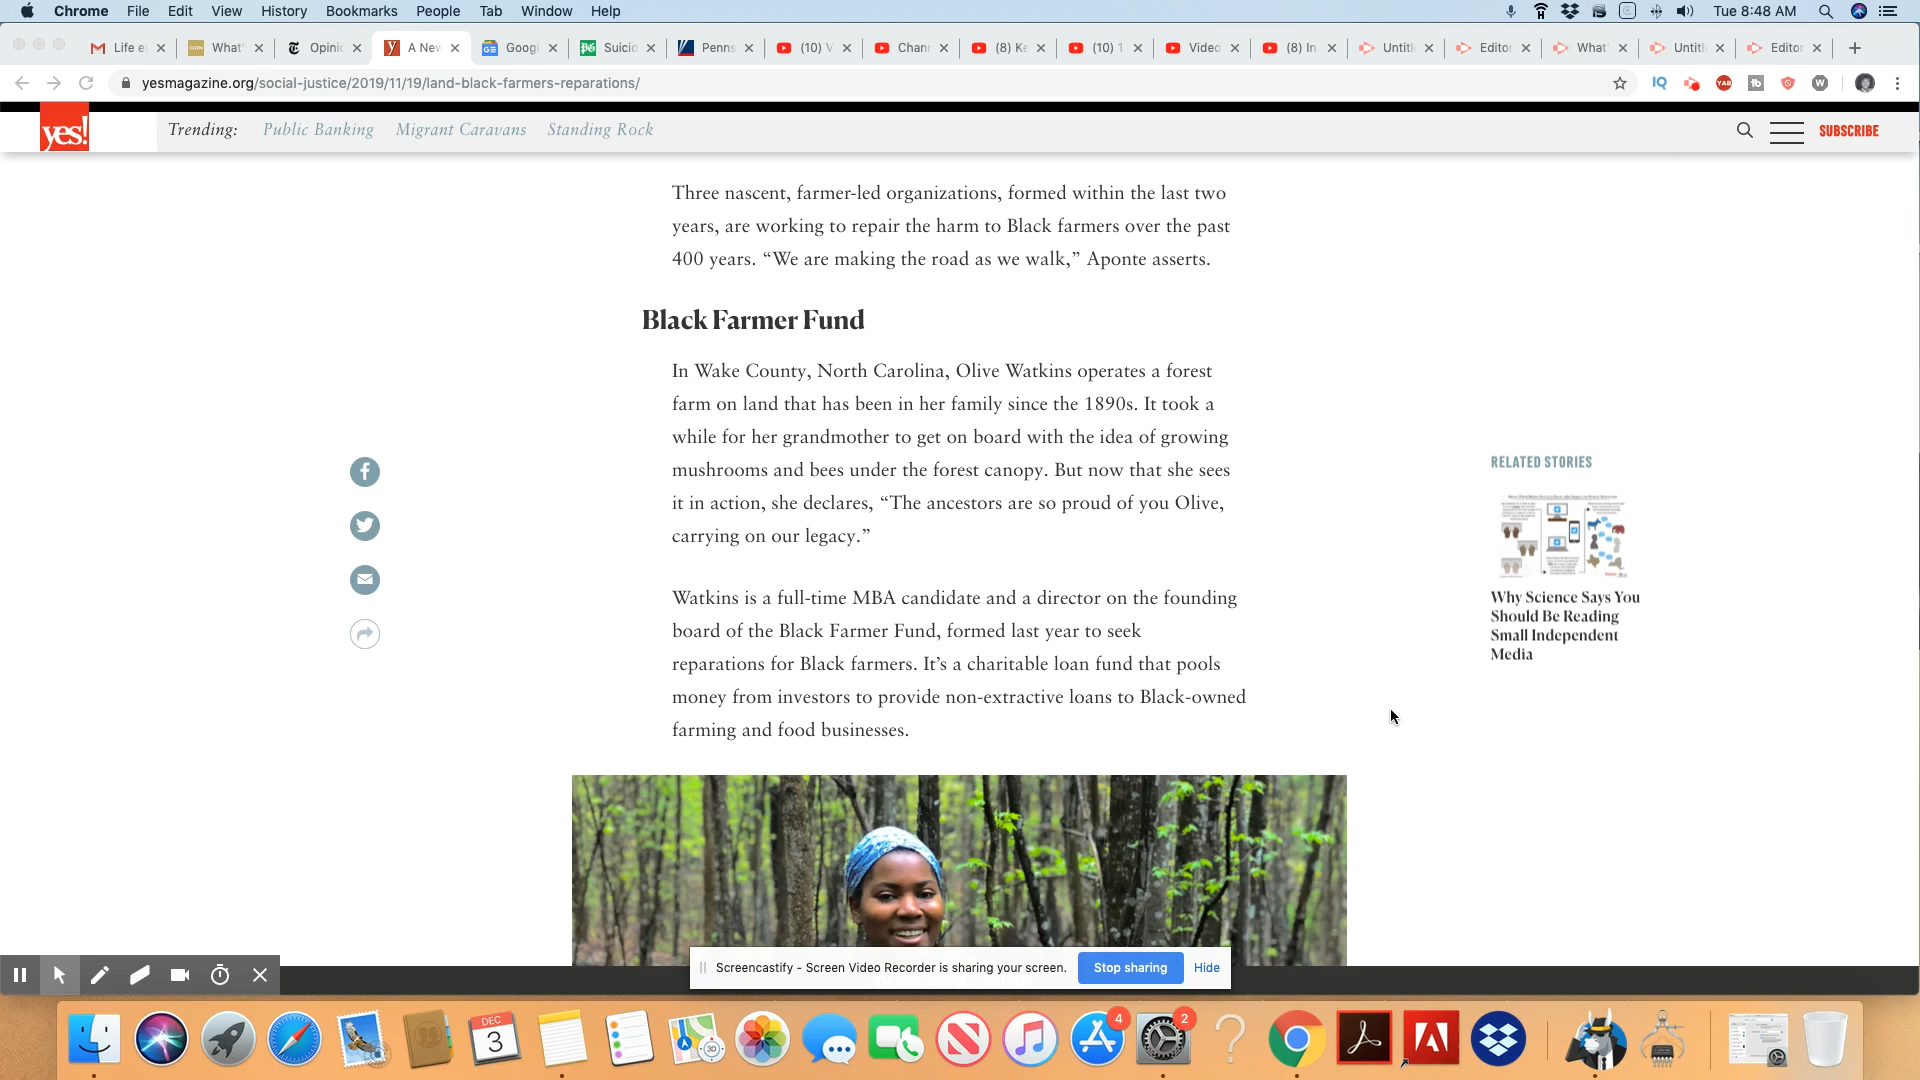 Chrome File Edit View History Bookmarks People Tab Window Help Tue 8:48 AM
Life e What' Opini A Nev Googl Suicid Penns (10) V Chan (8) Ke (10) 1 Video (8) In Untitl Editor What' Untitl Editor
yesmagazine.org/social-justice/2019/11/19/land-black-farmers-reparations/
yes! Trending: Public Banking Migrant Caravans Standing Rock SUBSCRIBE
Three nascent, farmer-led organizations, formed within the last two
years, are working to repair the harm to Black farmers over the past
400 years. “We are making the road as we walk,” Aponte asserts.
Black Farmer Fund
In Wake County, North Carolina, Olive Watkins operates a forest
farm on land that has been in her family since the 1890s. It took a
while for her grandmother to get on board with the idea of growing
mushrooms and bees under the forest canopy. But now that she sees
it in action, she declares, “The ancestors are so proud of you Olive,
carrying on our legacy.”
Watkins is a full-time MBA candidate and a director on the founding
board of the Black Farmer Fund, formed last year to seek
reparations for Black farmers. It’s a charitable loan fund that pools
money from investors to provide non-extractive loans to Black-owned
farming and food businesses.
RELATED STORIES
Why Science Says You
Should Be Reading
Small Independent
Media
Screencastify - Screen Video Recorder is sharing your screen. Stop sharing Hide
DEC
3
4
2